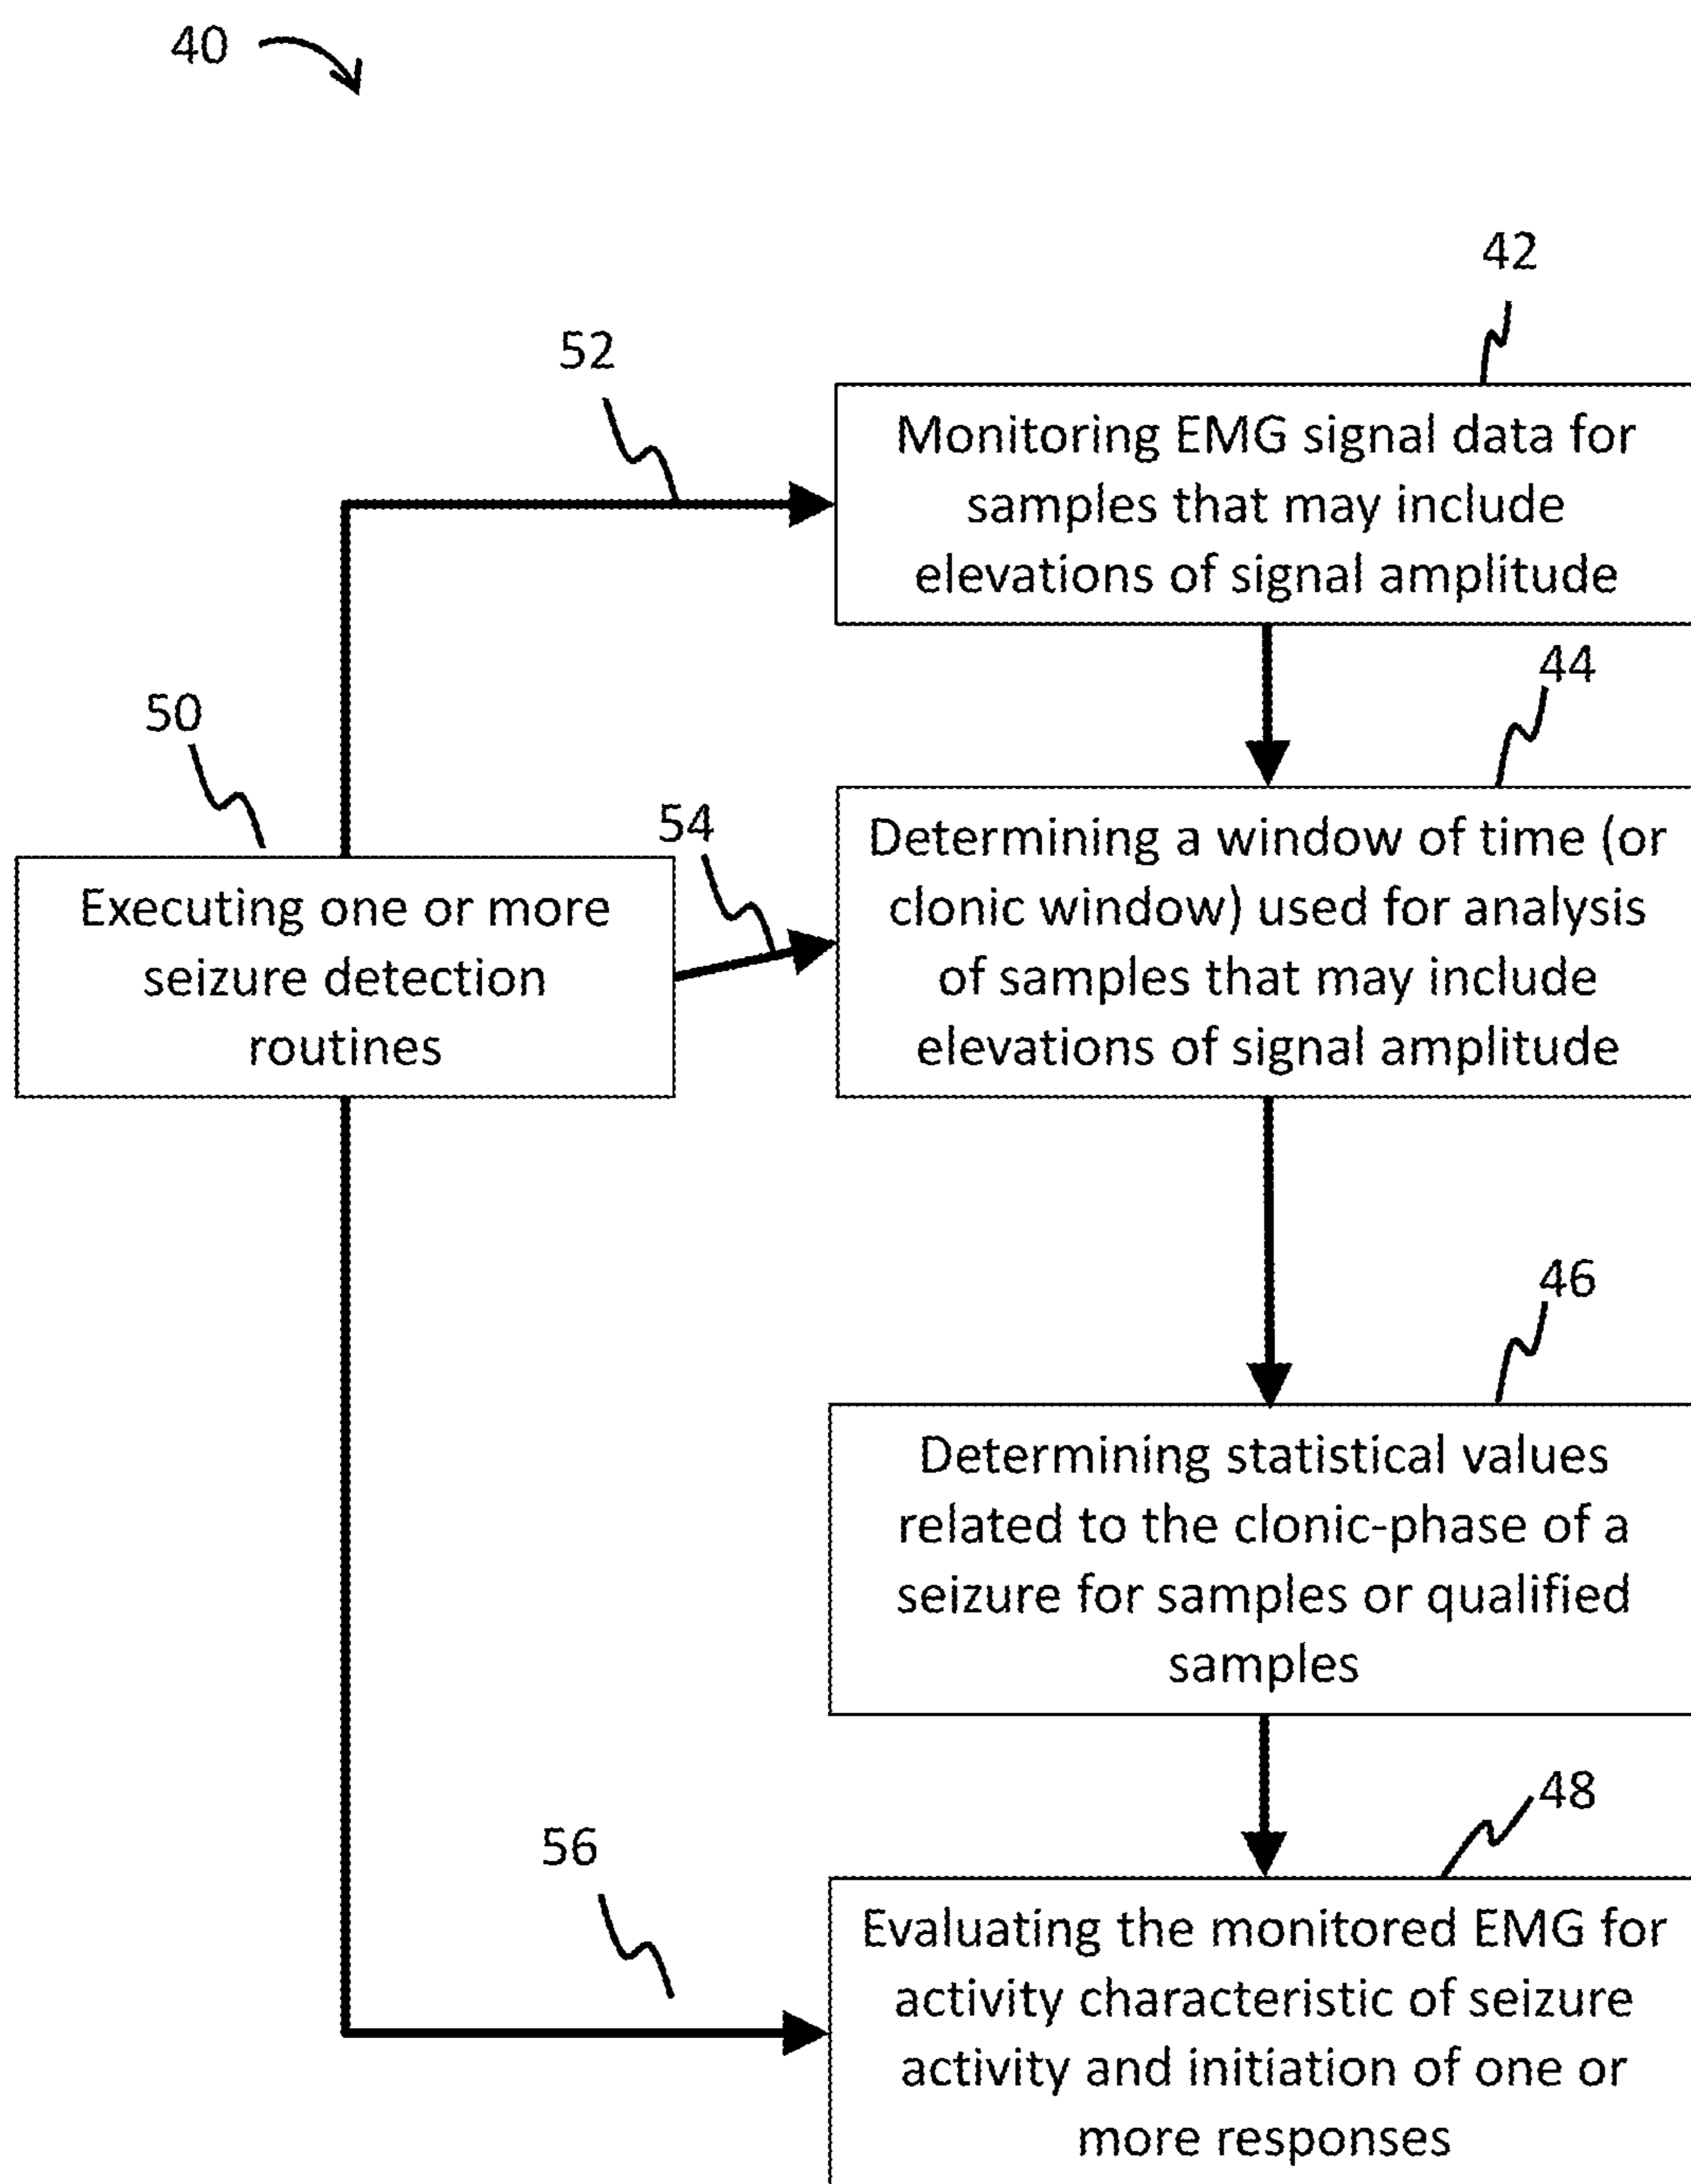 40
42
52
Monitoring EMG signal data for
samples that may include
elevations of signal amplitude
44
50
54
Determining a window of time (or
clonic window) used for analysis
of samples that may include
elevations of signal amplitude
Executing one or more
seizure detection
routines
46
Determining statistical values
related to the clonic-phase of a
seizure for samples or qualified
samples
48
56
Evaluating the monitored EMG for
activity characteristic of seizure
activity and initiation of one or
more responses